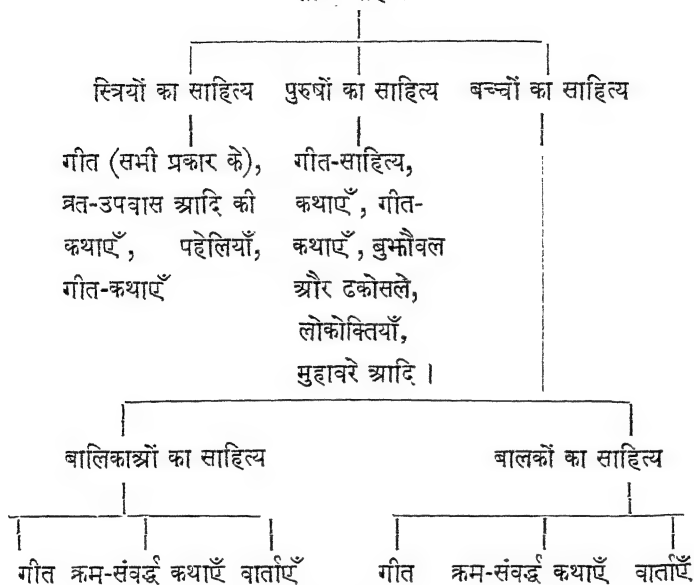 स्त्रियों का साहित्य पुरुषों का साहित्य बच्चों का साहित्य
गीत (सभी प्रकार के), गीत-साहित्य,
व्रत-उपवास आदि की कथाएँ, गीत-
कथाएँ, पहेलियाँ, कथाएँ, बुझौवल
गीत-कथाएँ और ढकोसले,
लोकोक्तियाँ,
मुहावरे आदि ।
बालिकाओं का साहित्य बालकों का साहित्य
गीत क्रम-संवर्द्ध कथाएँ वार्ताएँ गीत क्रम-संवर्द्ध कथाएँ वार्ताएँ